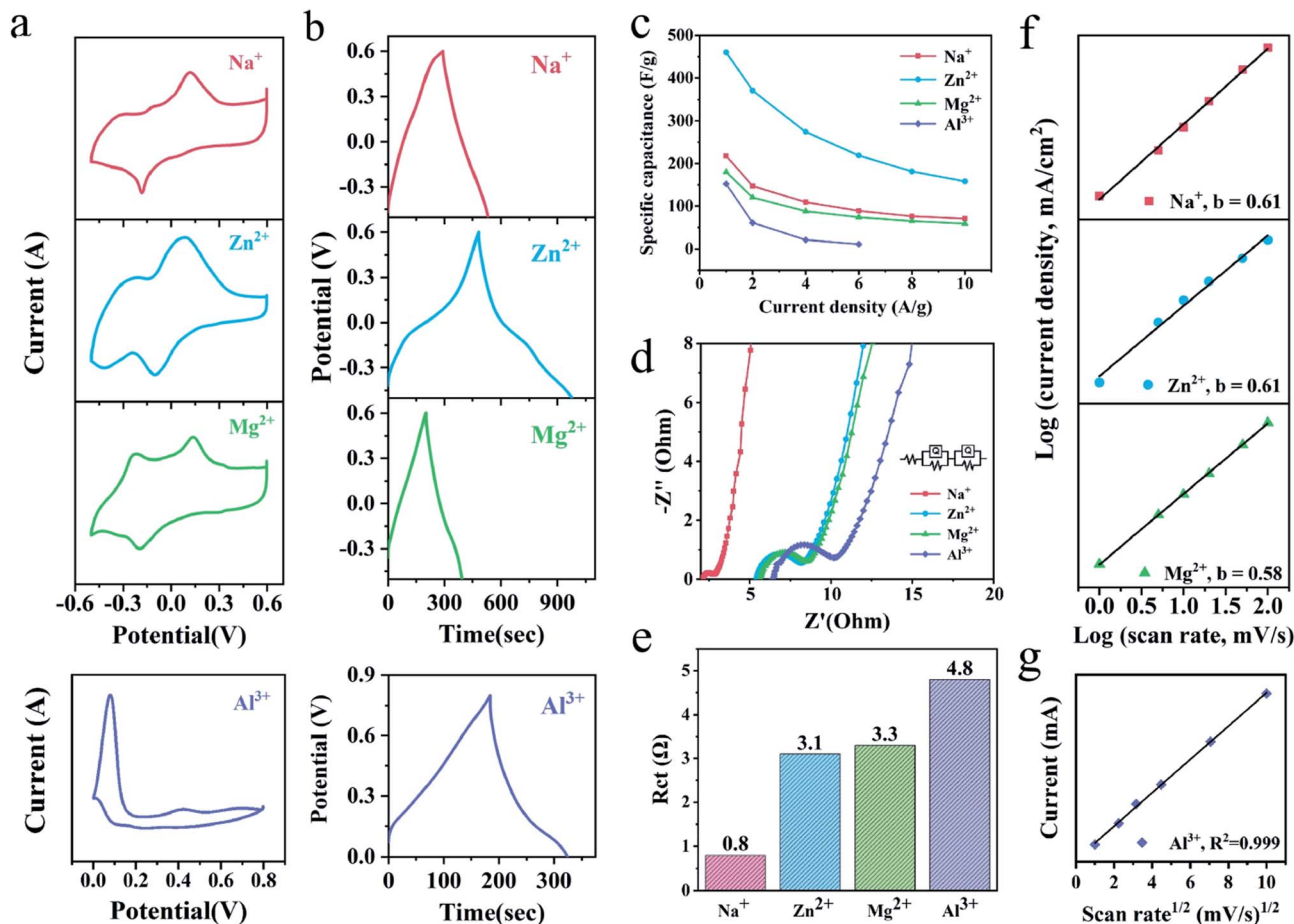 a
Na⁺
Zn²⁺
Mg²⁺
Current (A)
-0.6 -0.3 0.0 0.3 0.6
Potential(V)
Al³⁺
Current (A)
0.0 0.2 0.4 0.6 0.8
Potential(V)
b
0.6
0.3
0.0
-0.3
Na⁺
0.6
0.3
0.0
-0.3
Zn²⁺
0.6
0.3
0.0
-0.3
Mg²⁺
Potential (V)
0 300 600 900
Time(sec)
0.9
0.6
0.3
0.0
Al³⁺
Potential (V)
0 100 200 300
Time(sec)
c
500
450
400
350
300
250
200
150
100
50
0
Specific capacitance (F/g)
Na⁺
Zn²⁺
Mg²⁺
Al³⁺
0 2 4 6 8 10
Current density (A/g)
d
8
6
4
2
0
-Z'' (Ohm)
Q Q
Na⁺
Zn²⁺
Mg²⁺
Al³⁺
5 10 15 20
Z'(Ohm)
e
5
4
3
2
1
0
Rct (Ω)
0.8
3.1
3.3
4.8
Na⁺ Zn²⁺ Mg²⁺ Al³⁺
f
Na⁺, b = 0.61
Zn²⁺, b = 0.61
Mg²⁺, b = 0.58
Log (current density, mA/cm²)
0.0 0.5 1.0 1.5 2.0
Log (scan rate, mV/s)
g
Current (mA)
Al³⁺, R²=0.999
0 2 4 6 8 10
Scan rate¹ᐟ² (mV/s)¹ᐟ²